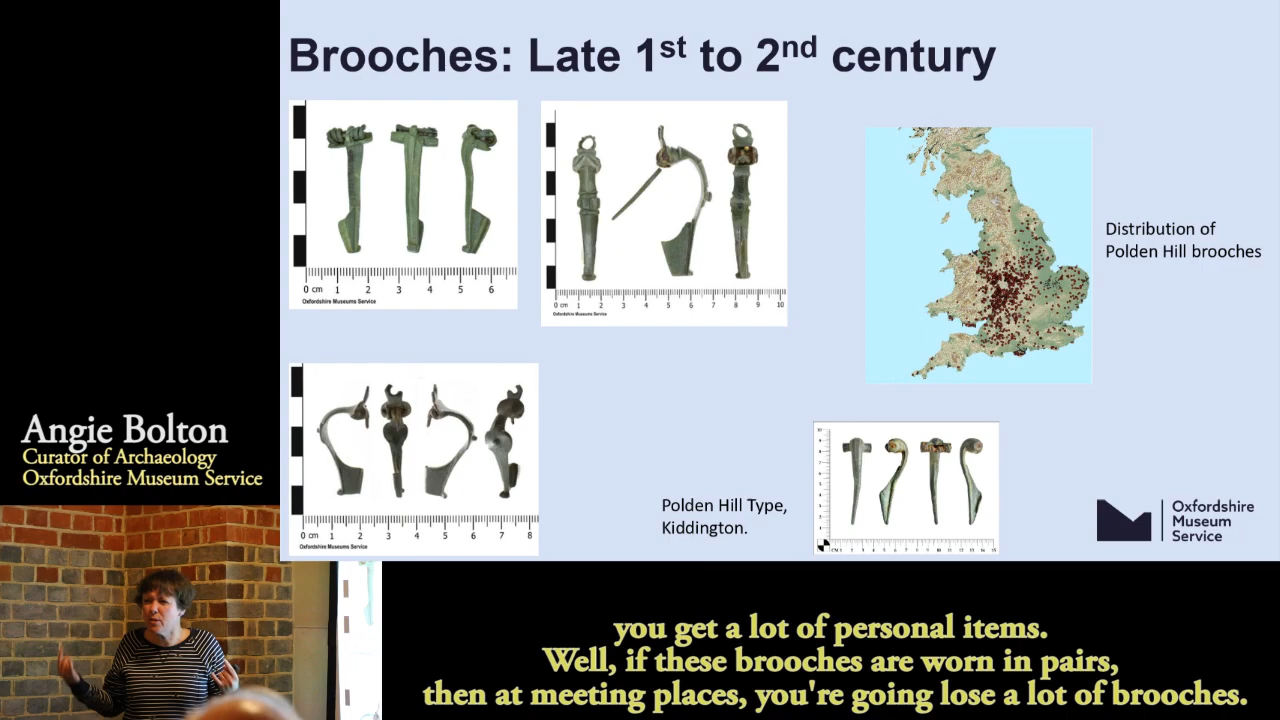 Brooches: Late 1st to 2nd century
0 cm 1 2 3 4 5 6
Oxfordshire Museums Service
0 cm 1 2 3 4 5 6 7 8 9 10
Oxfordshire Museums Service
Distribution of
Polden Hill brooches
0 cm 1 2 3 4 5 6 7 8
Oxfordshire Museums Service
Polden Hill Type,
Kiddington.
Oxfordshire
Museum
Service
Angie Bolton
Curator of Archaeology
Oxfordshire Museum Service
you get a lot of personal items.
Well, if these brooches are worn in pairs,
then at meeting places, you're going lose a lot of brooches.